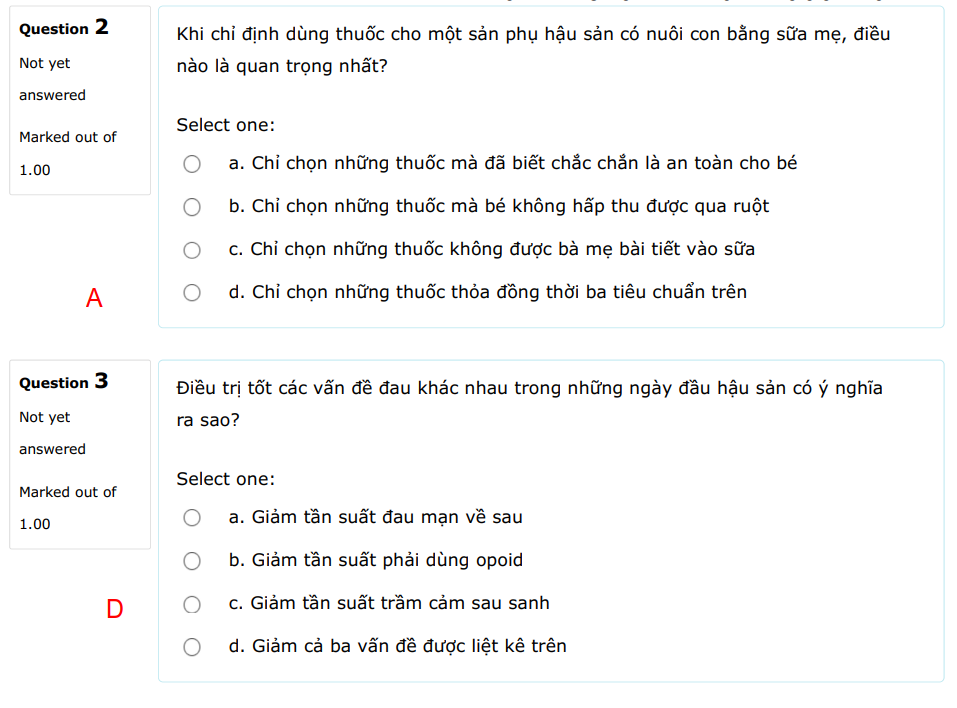 Question 2
Not yet
answered
Marked out of
1.00
Khi chỉ định dùng thuốc cho một sản phụ hậu sản có nuôi con bằng sữa mẹ, điều
nào là quan trọng nhất?
Select one:
a. Chỉ chọn những thuốc mà đã biết chắc chắn là an toàn cho bé
b. Chỉ chọn những thuốc mà bé không hấp thu được qua ruột
c. Chỉ chọn những thuốc không được bà mẹ bài tiết vào sữa
d. Chỉ chọn những thuốc thỏa đồng thời ba tiêu chuẩn trên
A
Question 3
Not yet
answered
Marked out of
1.00
Điều trị tốt các vấn đề đau khác nhau trong những ngày đầu hậu sản có ý nghĩa
ra sao?
Select one:
a. Giảm tần suất đau mạn về sau
b. Giảm tần suất phải dùng opoid
c. Giảm tần suất trầm cảm sau sanh
d. Giảm cả ba vấn đề được liệt kê trên
D